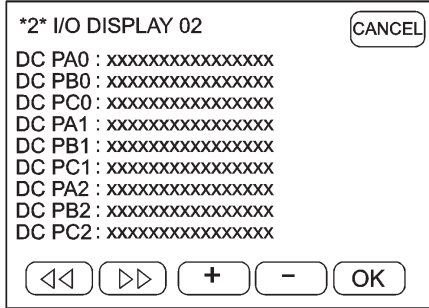 *2* I/O DISPLAY 02
CANCEL
DC PA0 : xxxxxxxxxxxxxxxx
DC PB0 : xxxxxxxxxxxxxxxx
DC PC0 : xxxxxxxxxxxxxxxx
DC PA1 : xxxxxxxxxxxxxxxx
DC PB1 : xxxxxxxxxxxxxxxx
DC PC1 : xxxxxxxxxxxxxxxx
DC PA2 : xxxxxxxxxxxxxxxx
DC PB2 : xxxxxxxxxxxxxxxx
DC PC2 : xxxxxxxxxxxxxxxx
+ − OK